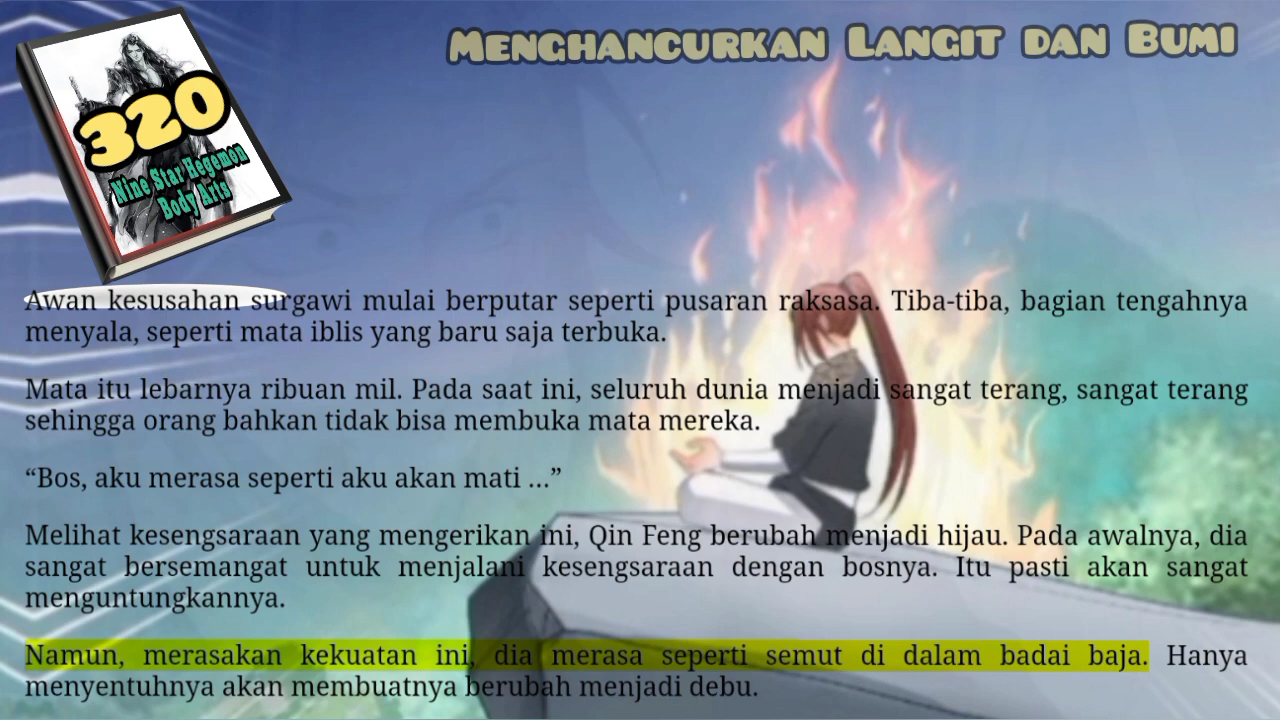 Menghancurkan Langit dan Bumi
320
Nine Star Hegemon
Body Arts
Awan kesusahan surgawi mulai berputar seperti pusaran raksasa. Tiba-tiba, bagian tengahnya
menyala, seperti mata iblis yang baru saja terbuka.
Mata itu lebarnya ribuan mil. Pada saat ini, seluruh dunia menjadi sangat terang, sangat terang
sehingga orang bahkan tidak bisa membuka mata mereka.
“Bos, aku merasa seperti aku akan mati ...”
Melihat kesengsaraan yang mengerikan ini, Qin Feng berubah menjadi hijau. Pada awalnya, dia
sangat bersemangat untuk menjalani kesengsaraan dengan bosnya. Itu pasti akan sangat
menguntungkannya.
Namun, merasakan kekuatan ini, dia merasa seperti semut di dalam badai baja. Hanya
menyentuhnya akan membuatnya berubah menjadi debu.